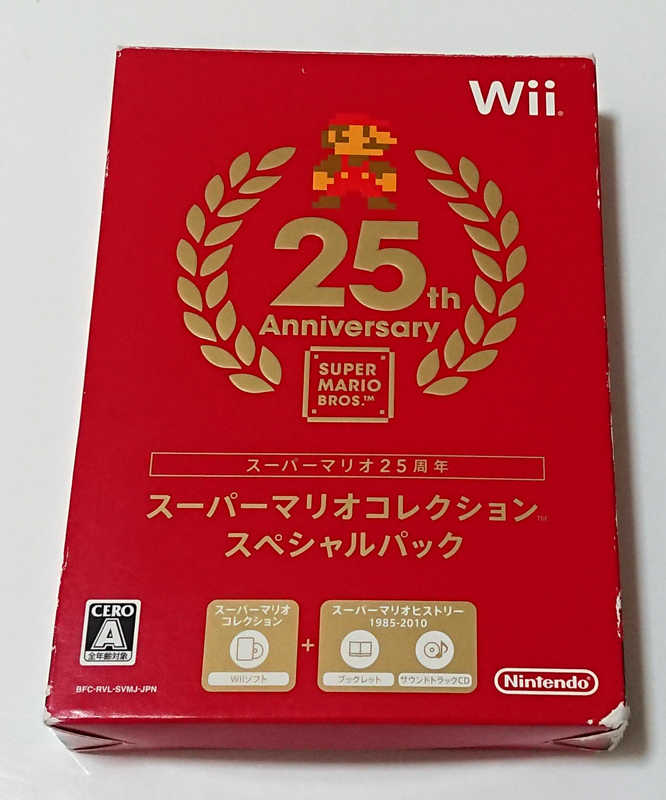 Wii
25th
Anniversary
SUPER
MARIO
BROS.™
スーパーマリオ25周年
スーパーマリオコレクション™
スペシャルパック
CERO
A
全年齢対象
スーパーマリオ
コレクション
Wiiソフト
+
スーパーマリオヒストリー
1985-2010
ブックレット
サウンドトラックCD
Nintendo®
BFC-RVL-SVMJ-JPN